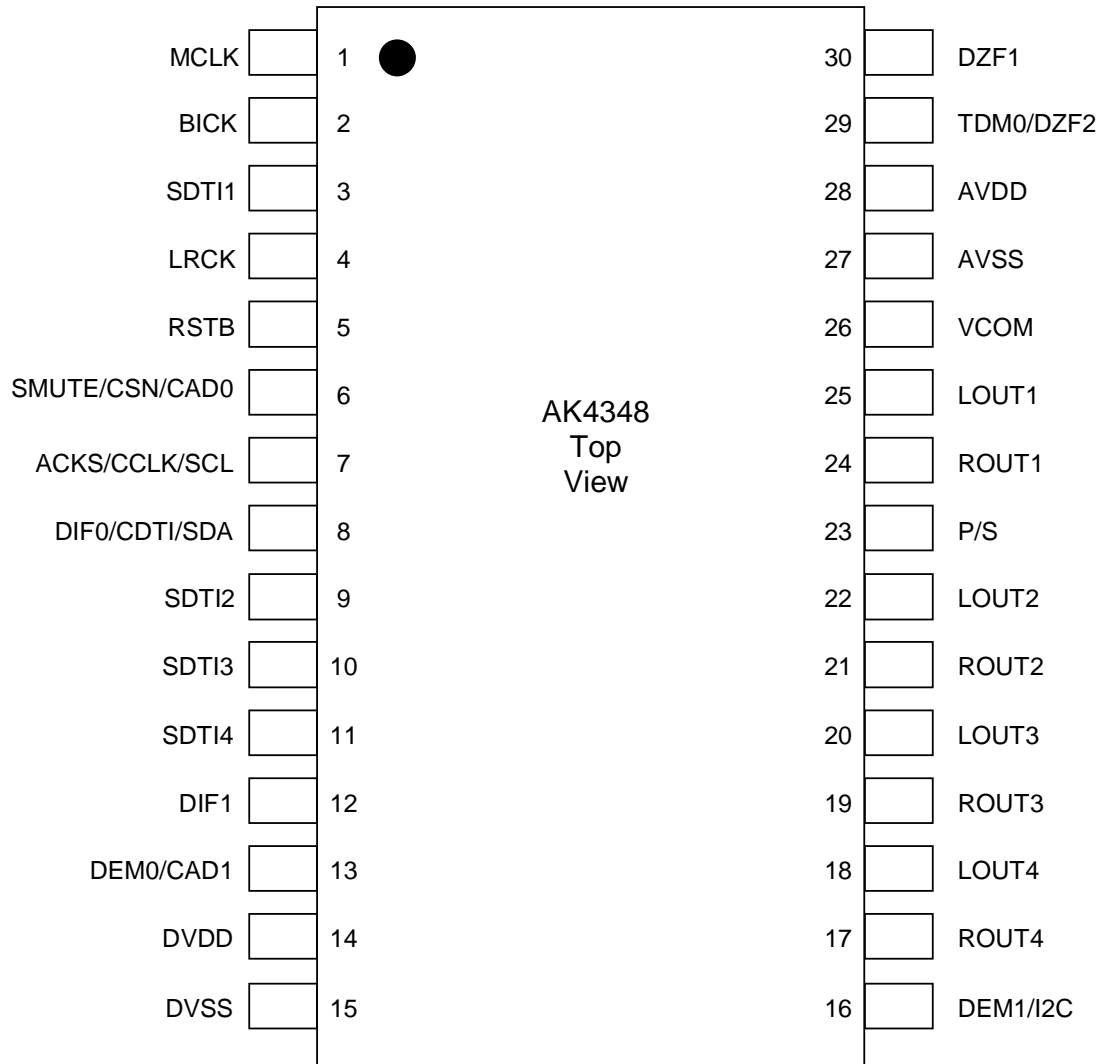 MCLK 1 30 DZF1
BICK 2 29 TDM0/DZF2
SDTI1 3 28 AVDD
LRCK 4 27 AVSS
RSTB 5 26 VCOM
SMUTE/CSN/CAD0 6 25 LOUT1
AK4348
Top
View
ACKS/CCLK/SCL 7 24 ROUT1
DIF0/CDTI/SDA 8 23 P/S
SDTI2 9 22 LOUT2
SDTI3 10 21 ROUT2
SDTI4 11 20 LOUT3
DIF1 12 19 ROUT3
DEM0/CAD1 13 18 LOUT4
DVDD 14 17 ROUT4
DVSS 15 16 DEM1/I2C